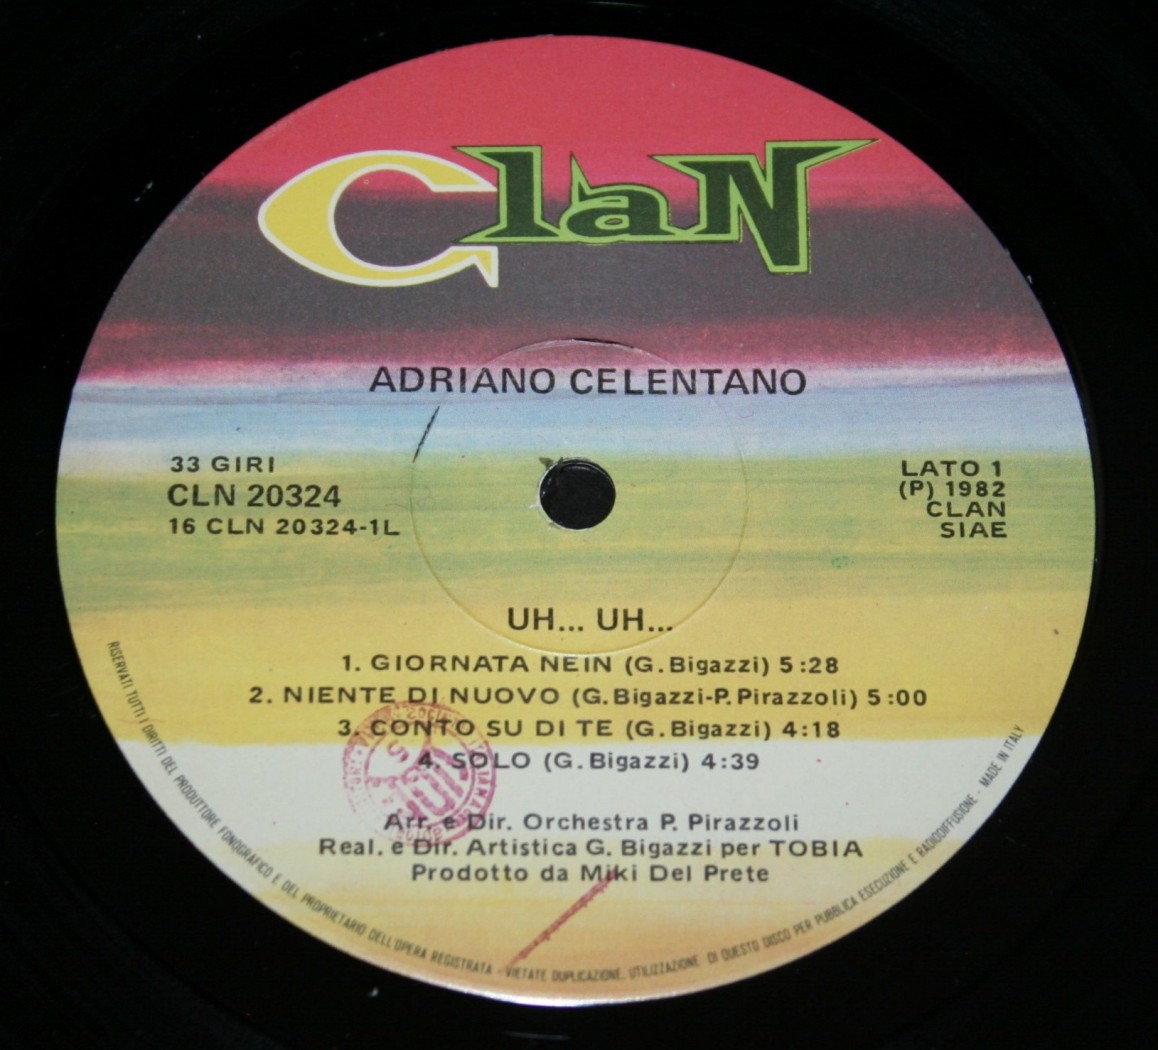 ClaN
ADRIANO CELENTANO
33 GIRI
CLN 20324
16 CLN 20324-1L
LATO 1
(P) 1982
CLAN
SIAE
UH... UH...
1. GIORNATA NEIN (G. Bigazzi) 5:28
2. NIENTE DI NUOVO (G. Bigazzi-P. Pirazzoli) 5:00
3. CONTO SU DI TE (G. Bigazzi) 4:18
4. SOLO (G. Bigazzi) 4:39
Arr. e Dir. Orchestra P. Pirazzoli
Real. e Dir. Artistica G. Bigazzi per TOBIA
Prodotto da Miki Del Prete
RISERVATI TUTTI I DIRITTI DEL PRODUTTORE FONOGRAFICO E DEL PROPRIETARIO DELL'OPERA REGISTRATA - VIETATE DUPLICAZIONE, UTILIZZAZIONE DI QUESTO DISCO PER PUBBLICA ESECUZIONE E RADIODIFFUSIONE - MADE IN ITALY